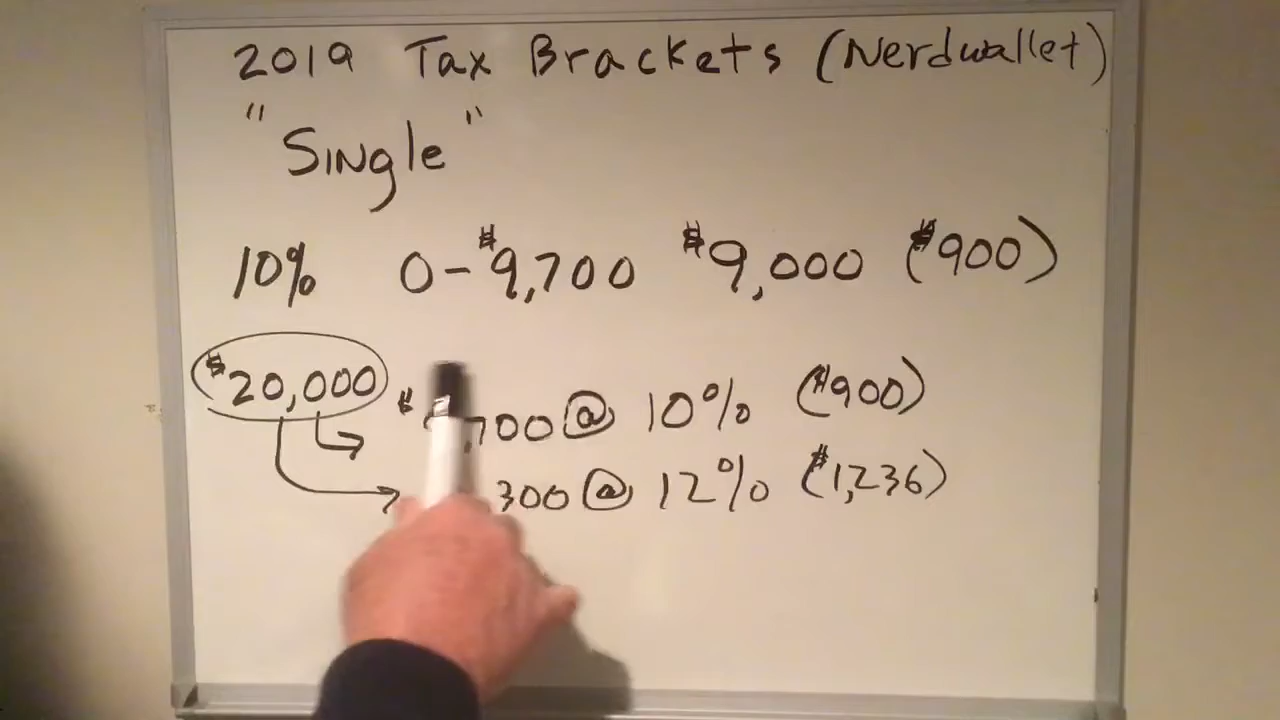 2019 Tax Brackets (Nerdwallet)
"Single"
10% 0-$9,700 $9,000 ($900)
$20,000
$ ,700 @ 10% ($900)
300 @ 12% ($1,236)